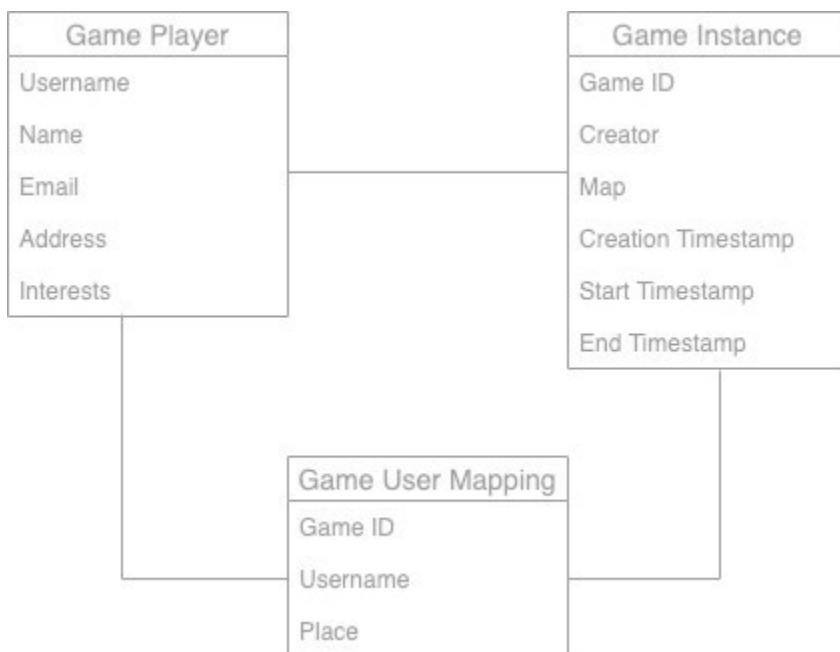 Game Player
Username
Name
Email
Address
Interests
Game Instance
Game ID
Creator
Map
Creation Timestamp
Start Timestamp
End Timestamp
Game User Mapping
Game ID
Username
Place